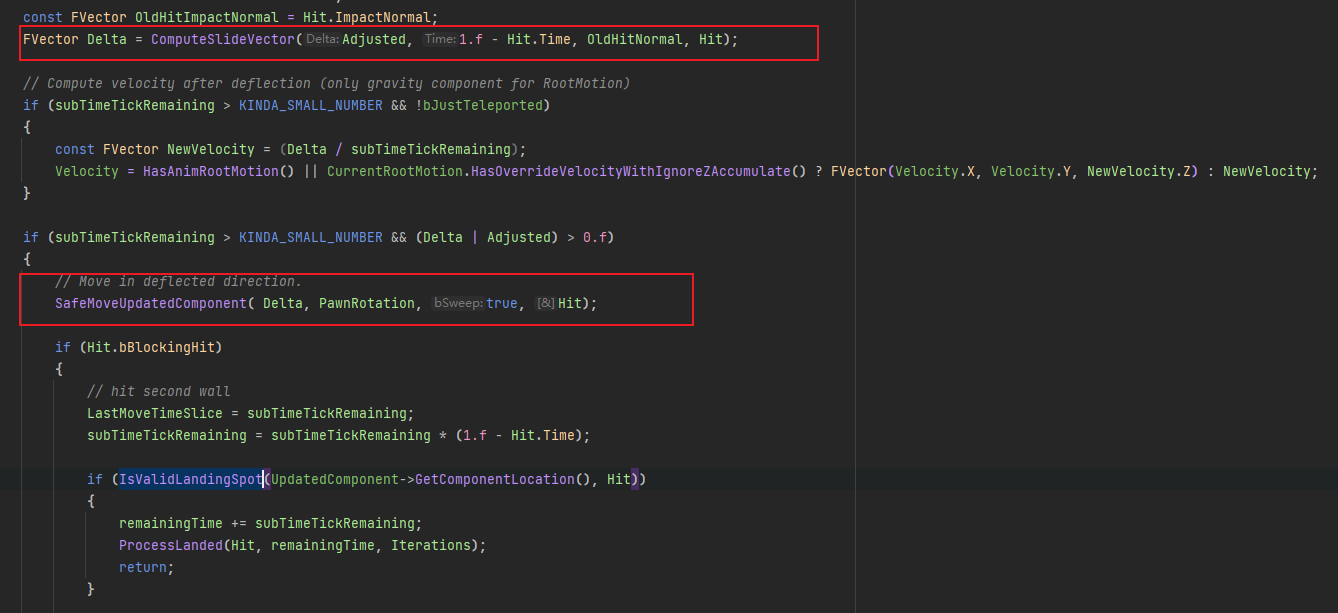 const FVector OldHitImpactNormal = Hit.ImpactNormal;
FVector Delta = ComputeSlideVector( Delta: Adjusted, Time: 1.f - Hit.Time, OldHitNormal, Hit);
// Compute velocity after deflection (only gravity component for RootMotion)
if (subTimeTickRemaining > KINDA_SMALL_NUMBER && !bJustTeleported)
{
const FVector NewVelocity = (Delta / subTimeTickRemaining);
Velocity = HasAnimRootMotion() || CurrentRootMotion.HasOverrideVelocityWithIgnoreZAccumulate() ? FVector(Velocity.X, Velocity.Y, NewVelocity.Z) : NewVelocity;
}
if (subTimeTickRemaining > KINDA_SMALL_NUMBER && (Delta | Adjusted) > 0.f)
{
// Move in deflected direction.
SafeMoveUpdatedComponent( Delta, PawnRotation, bSweep: true, [&] Hit);
if (Hit.bBlockingHit)
{
// hit second wall
LastMoveTimeSlice = subTimeTickRemaining;
subTimeTickRemaining = subTimeTickRemaining * (1.f - Hit.Time);
if (IsValidLandingSpot(UpdatedComponent->GetComponentLocation(), Hit))
{
remainingTime += subTimeTickRemaining;
ProcessLanded(Hit, remainingTime, Iterations);
return;
}